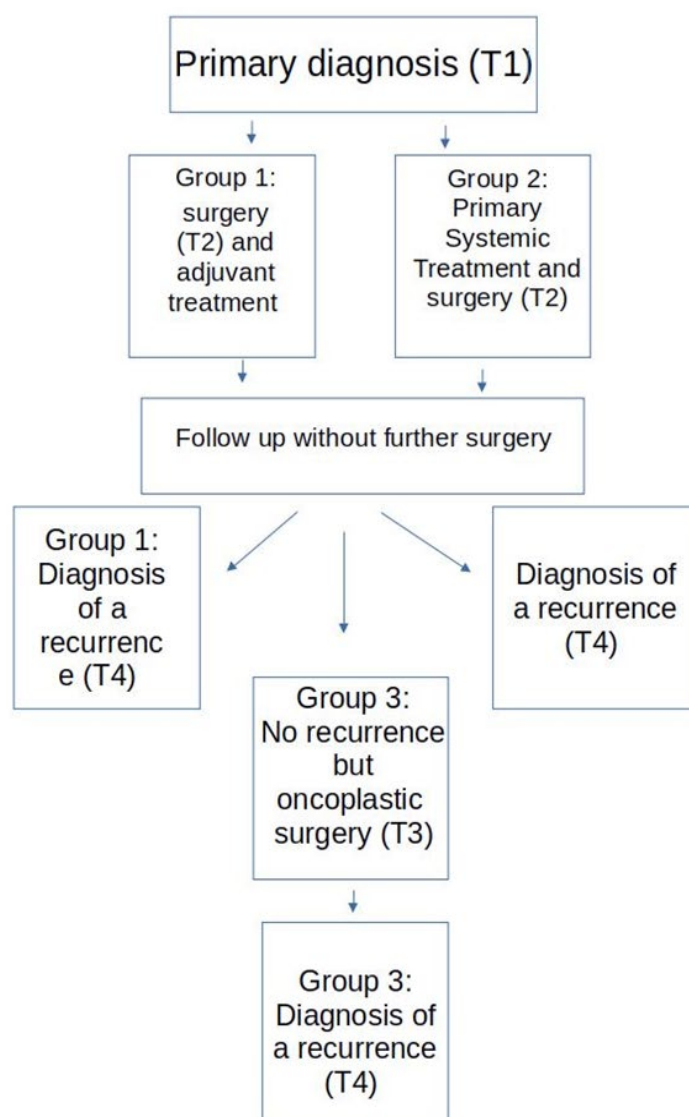 Primary diagnosis (T1)
Group 1:
surgery
(T2) and
adjuvant
treatment
Group 2:
Primary
Systemic
Treatment and
surgery (T2)
Follow up without further surgery
Group 1:
Diagnosis
of a
recurrenc
e (T4)
Diagnosis of
a recurrence
(T4)
Group 3:
No recurrence
but
oncoplastic
surgery (T3)
Group 3:
Diagnosis of
a recurrence
(T4)